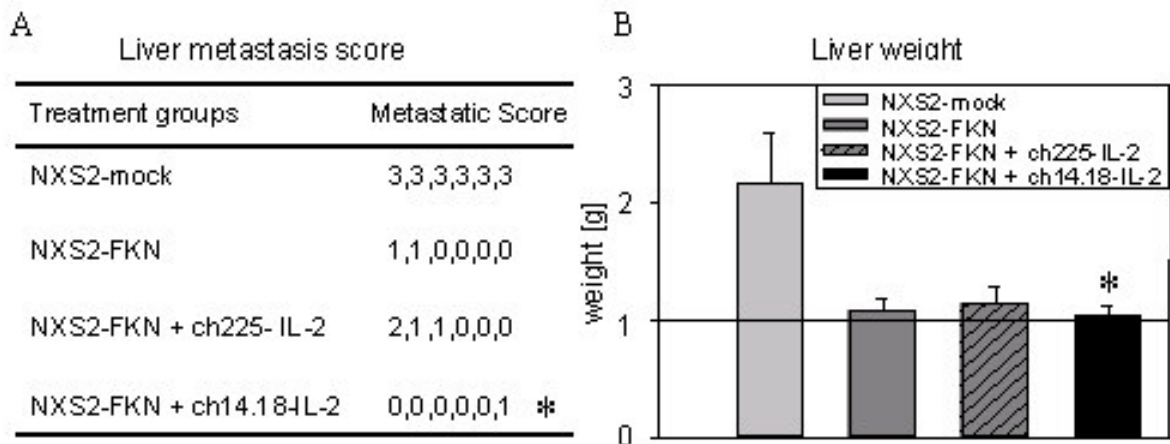 A
Liver metastasis score
Treatment groups Metastatic Score
NXS2-mock 3,3,3,3,3,3
NXS2-FKN 1,1,0,0,0,0
NXS2-FKN + ch225-IL-2 2,1,1,0,0,0
NXS2-FKN + ch14.18-IL-2 0,0,0,0,0,1 *
B
Liver weight
NXS2-mock
NXS2-FKN
NXS2-FKN + ch225-IL-2
NXS2-FKN + ch14.18-IL-2
weight [g]
3
2
1
0
*